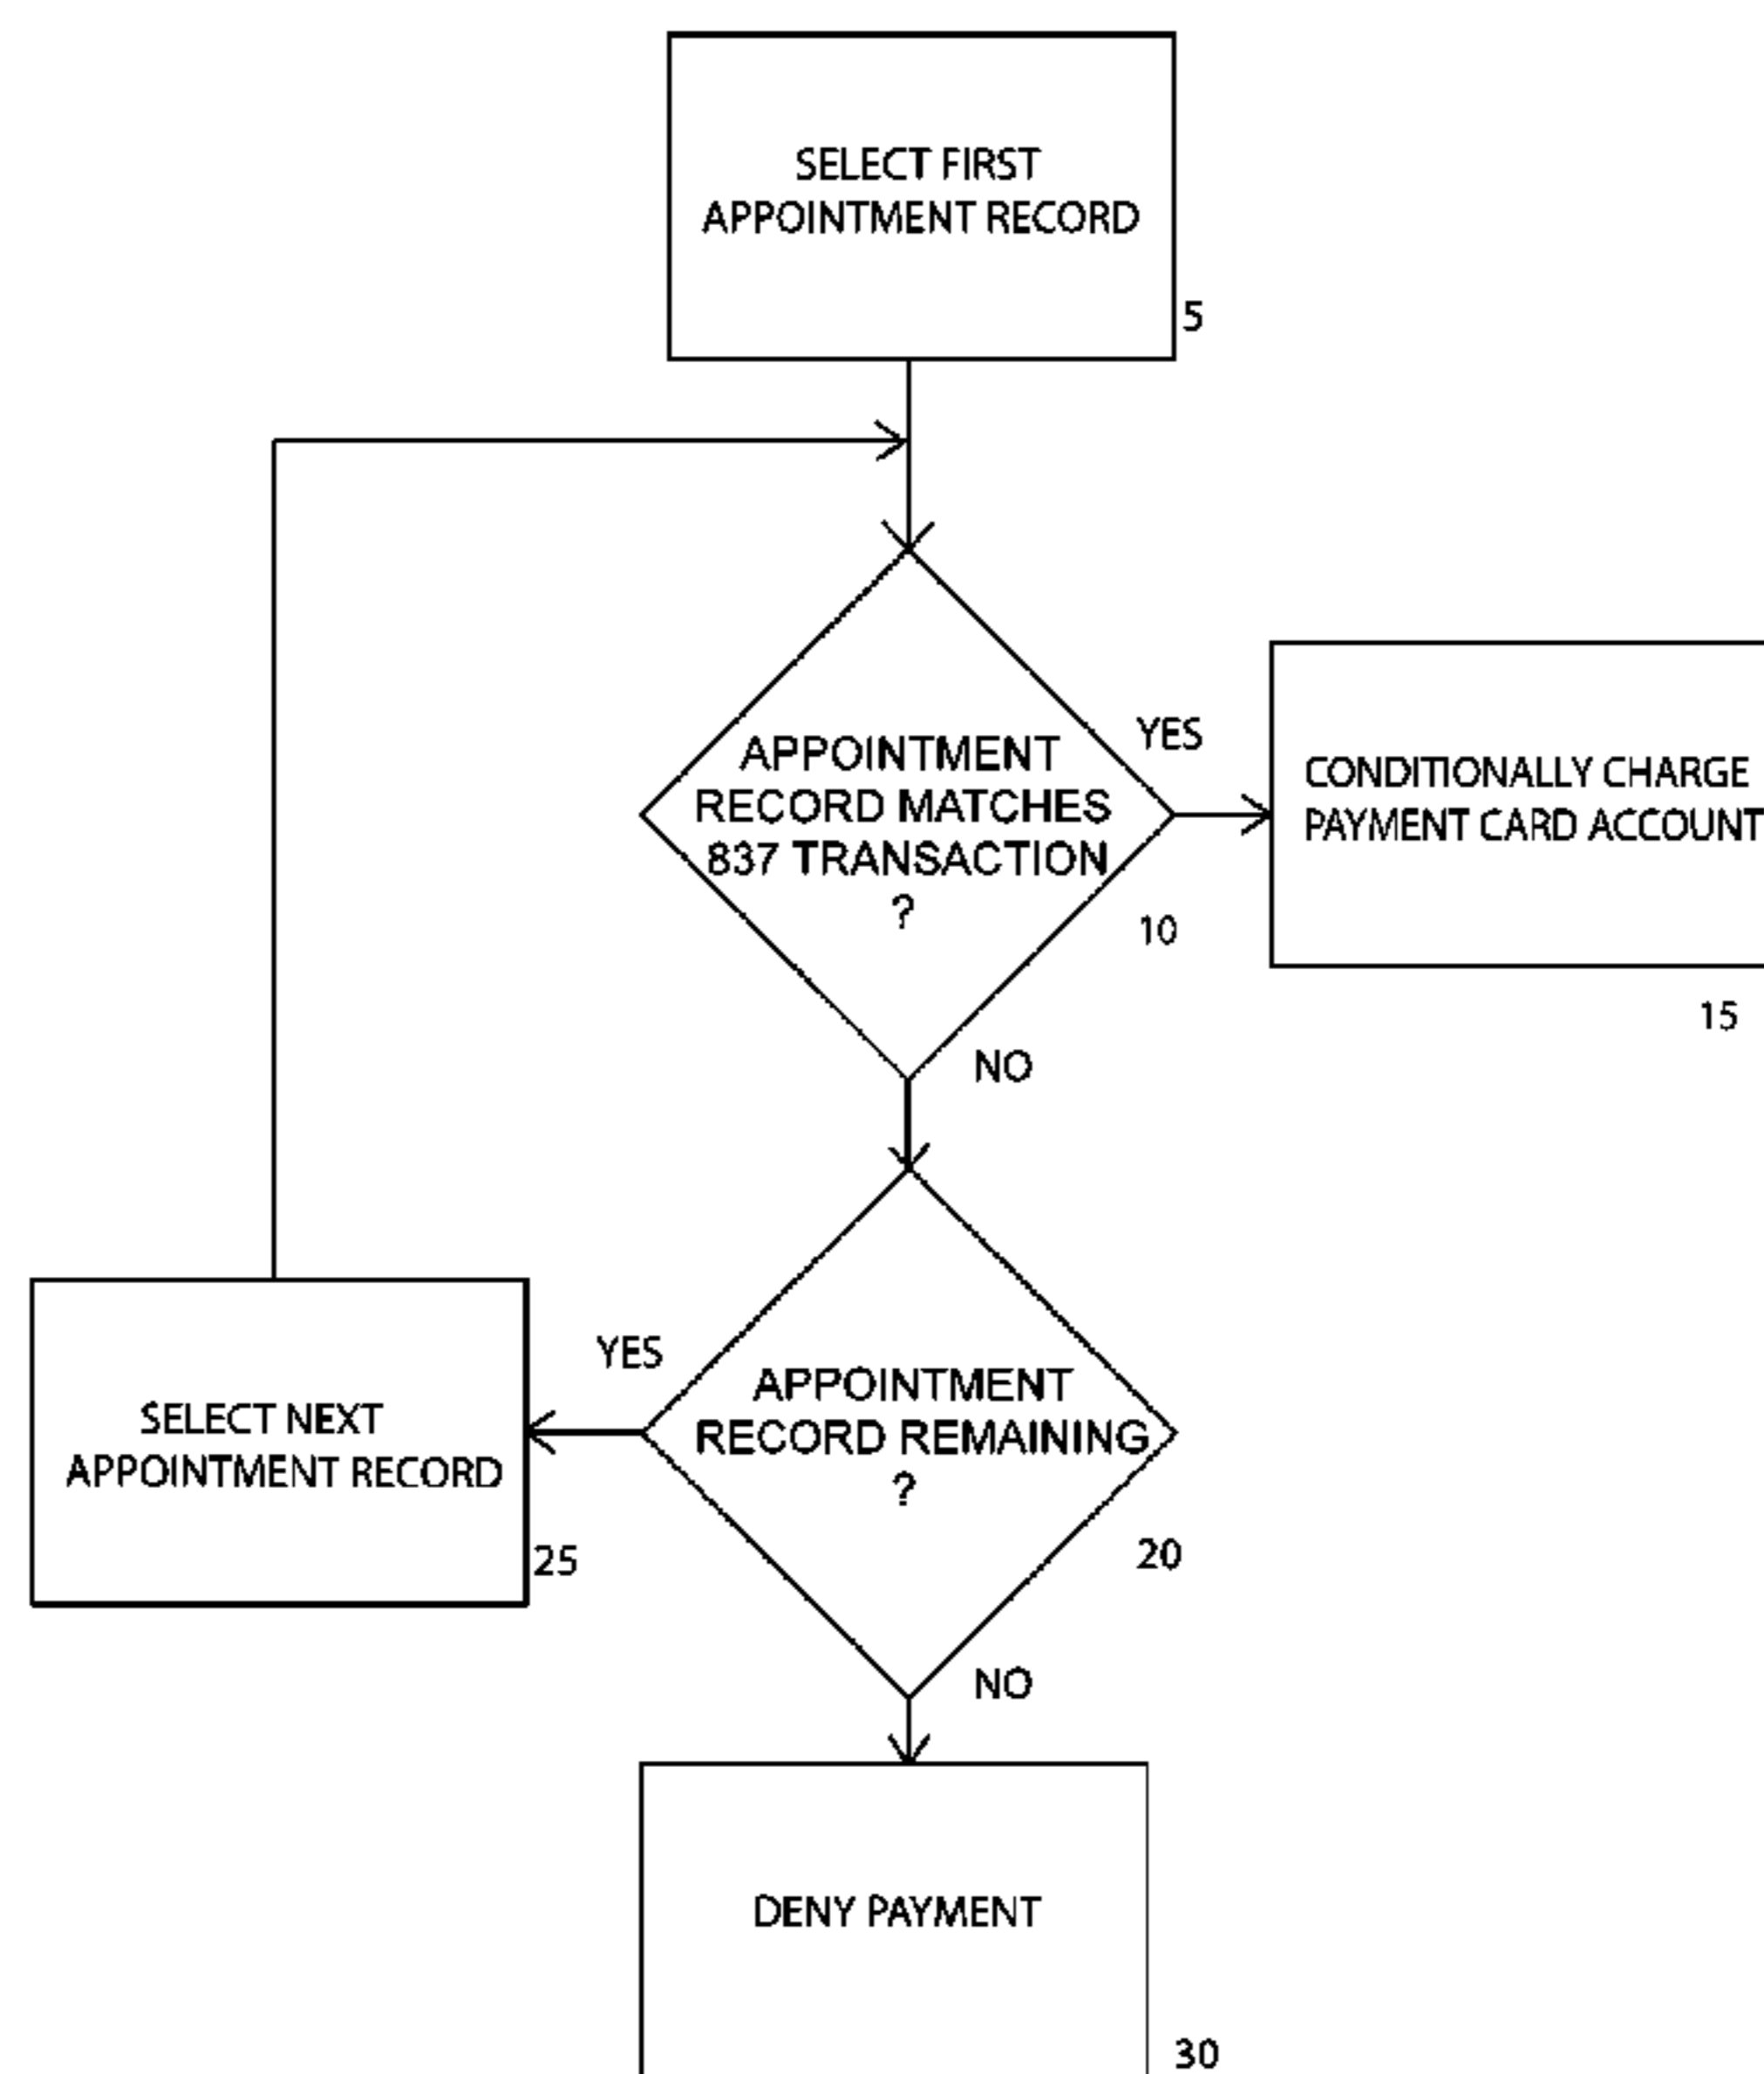 SELECT FIRST
APPOINTMENT RECORD
5
APPOINTMENT
RECORD MATCHES
837 TRANSACTION
?
YES
10
NO
CONDITIONALLY CHARGE
PAYMENT CARD ACCOUNT
15
YES
SELECT NEXT
APPOINTMENT RECORD
25
APPOINTMENT
RECORD REMAINING
?
20
NO
DENY PAYMENT
30